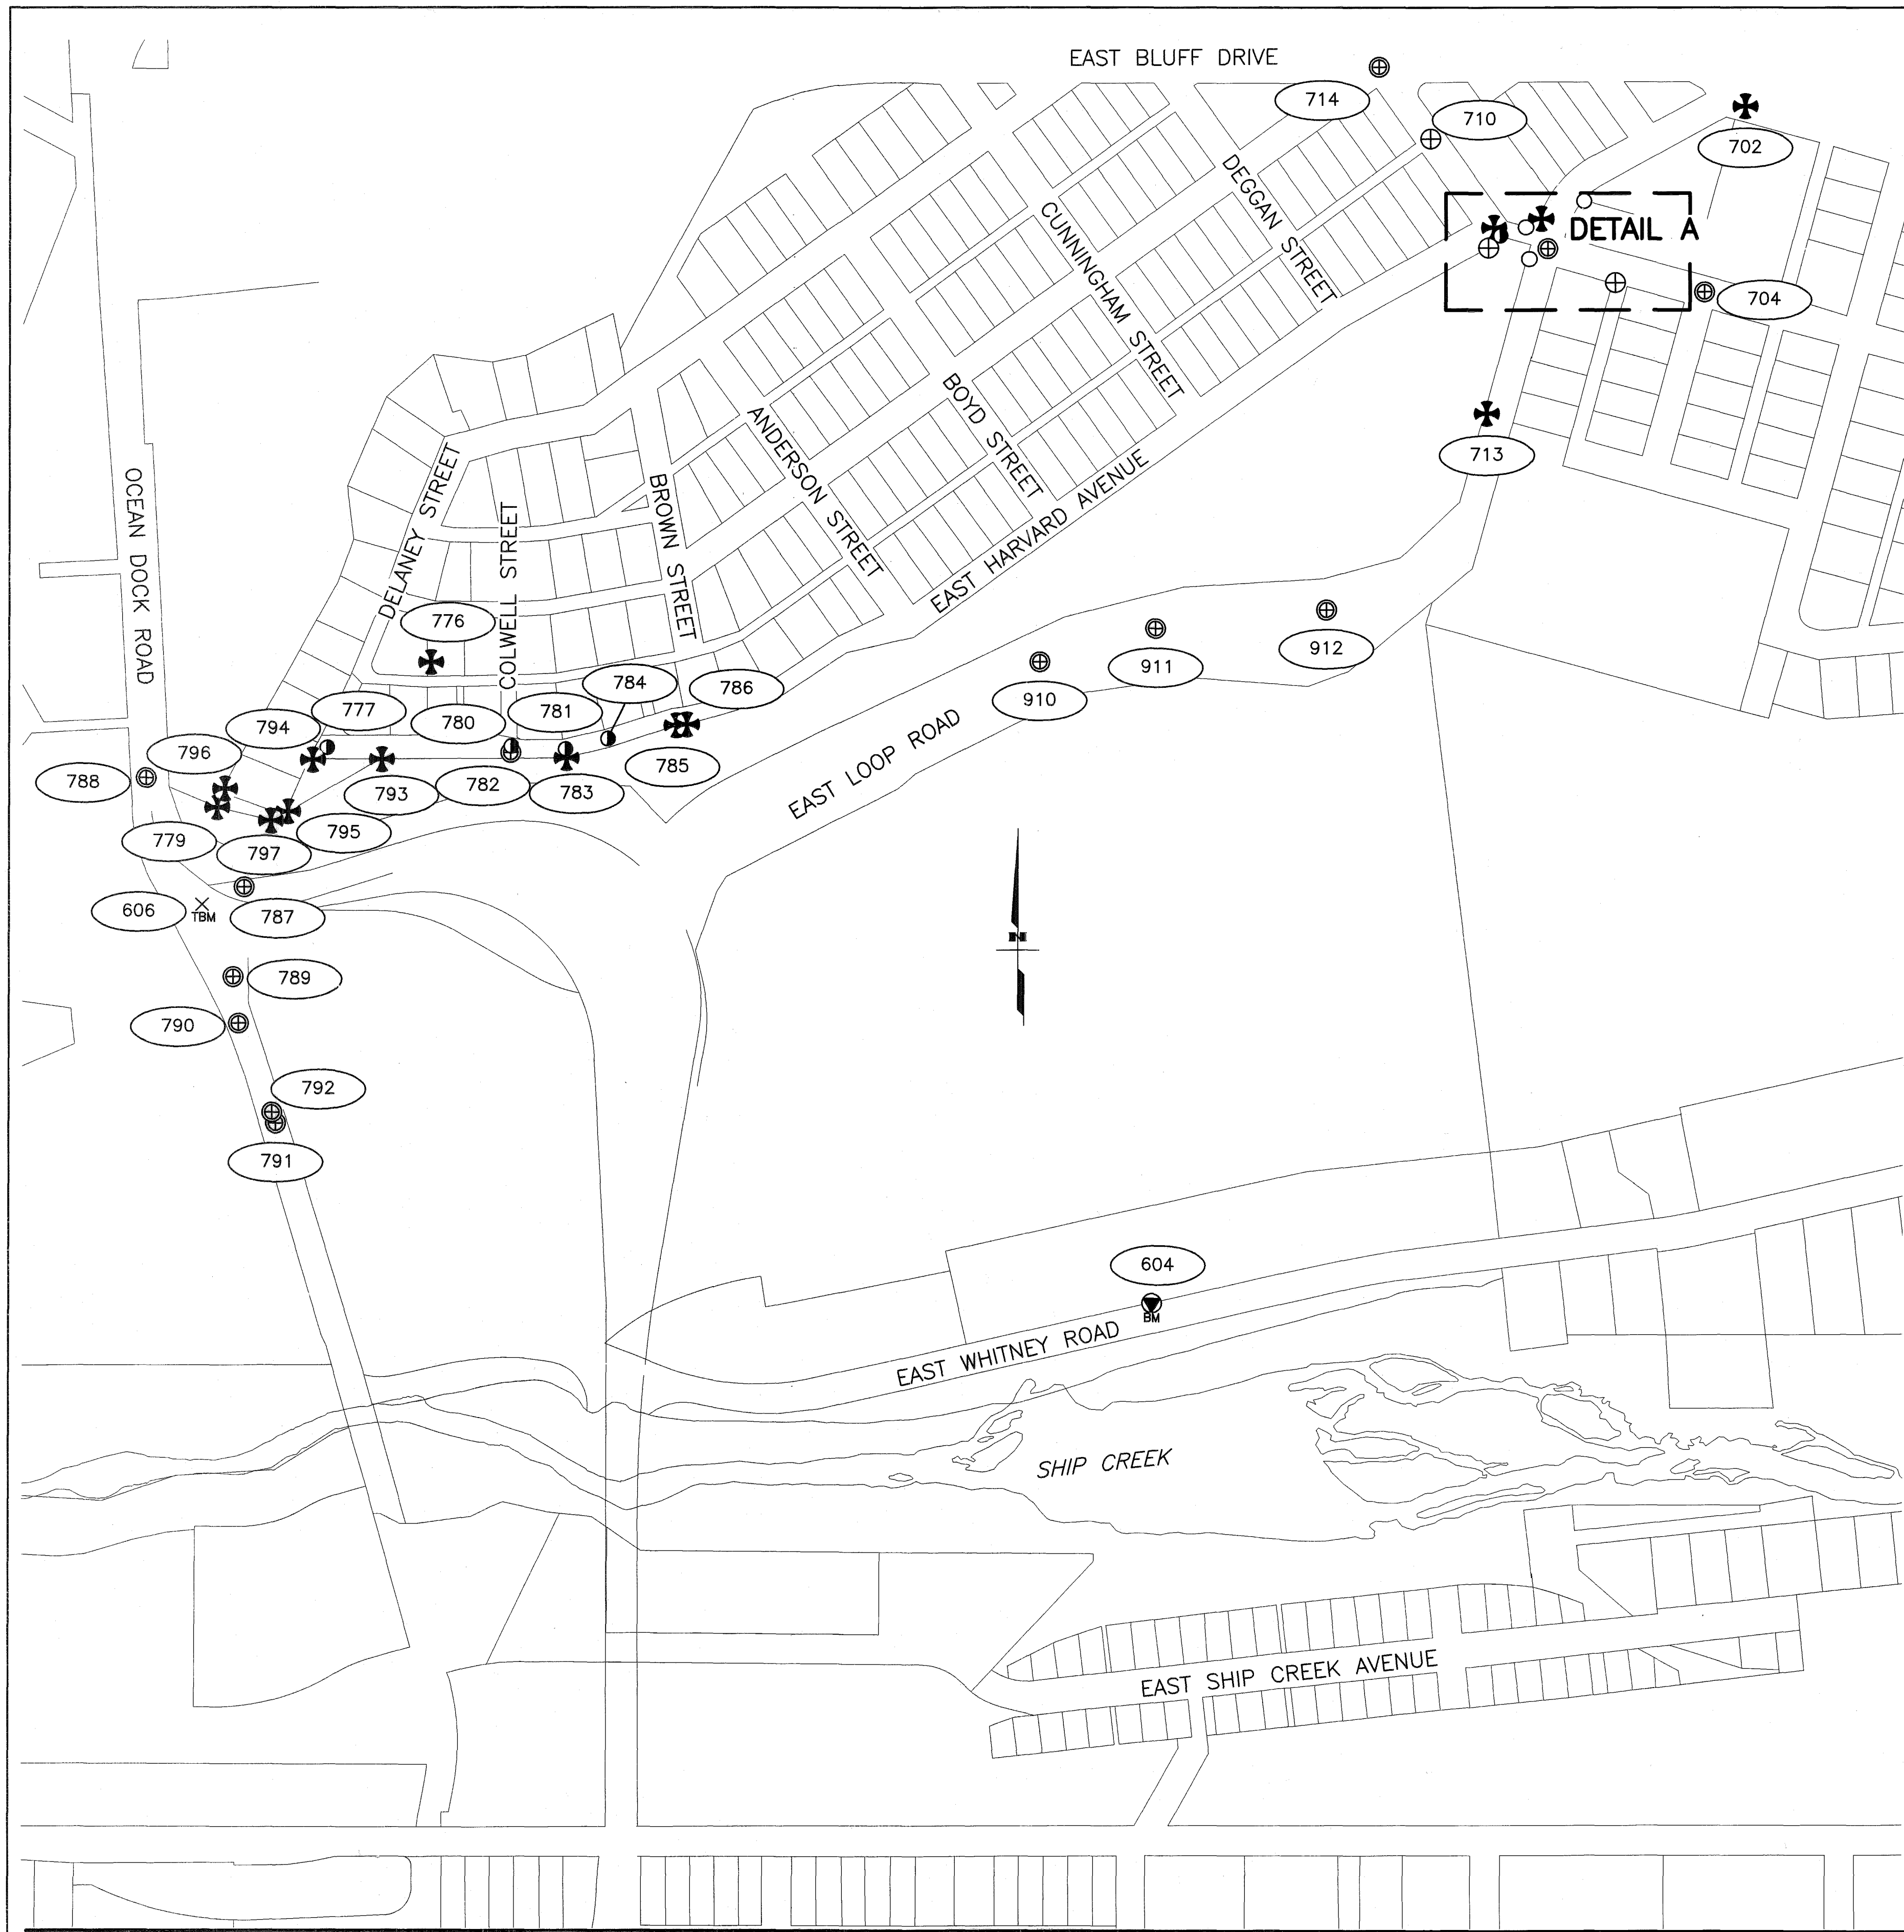 EAST BLUFF DRIVE
714
710
702
DEGGAN STREET
CUNNINGHAM STREET
DETAIL A
704
BOYD STREET
ANDERSON STREET
713
DELANEY STREET
OCEAN DOCK ROAD
COLWELL STREET
BROWN STREET
EAST HARVARD AVENUE
776
912
911
784
786
910
777
781
780
794
796
788
785
EAST LOOP ROAD
793
782
783
795
779
797
606
TBM
787
N
789
790
792
791
604
BM
EAST WHITNEY ROAD
SHIP CREEK
EAST SHIP CREEK AVENUE